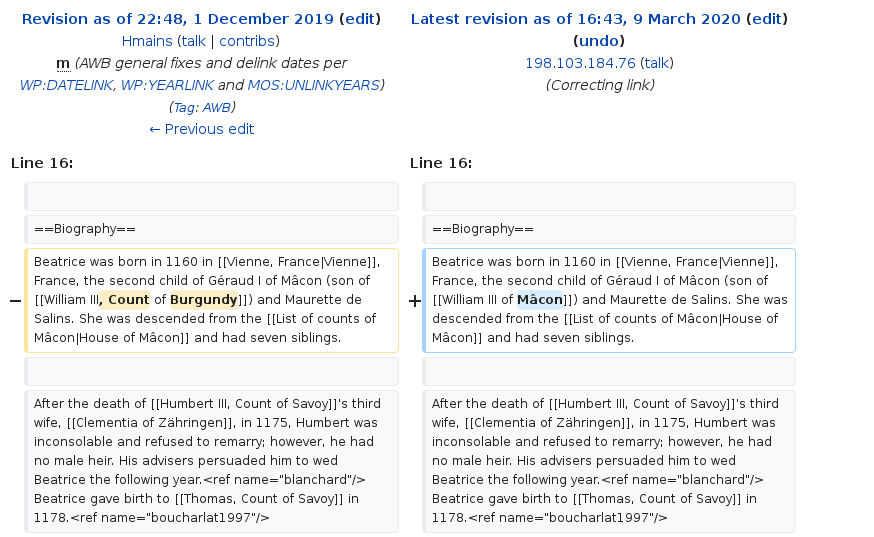 Revision as of 22:48, 1 December 2019 (edit)
Hmains (talk | contribs)
m (AWB general fixes and delink dates per
WP:DATELINK, WP:YEARLINK and MOS:UNLINKYEARS)
(Tag: AWB)
← Previous edit
Latest revision as of 16:43, 9 March 2020 (edit)
(undo)
198.103.184.76 (talk)
(Correcting link)
Line 16:
Line 16:
==Biography==
==Biography==
−
Beatrice was born in 1160 in [[Vienne, France|Vienne]],
France, the second child of Géraud I of Mâcon (son of
[[William III, Count of Burgundy]]) and Maurette de
Salins. She was descended from the [[List of counts of
Mâcon|House of Mâcon]] and had seven siblings.
+
Beatrice was born in 1160 in [[Vienne, France|Vienne]],
France, the second child of Géraud I of Mâcon (son of
[[William III of Mâcon]]) and Maurette de Salins. She was
descended from the [[List of counts of Mâcon|House of
Mâcon]] and had seven siblings.
After the death of [[Humbert III, Count of Savoy]]'s third
wife, [[Clementia of Zähringen]], in 1175, Humbert was
inconsolable and refused to remarry; however, he had
no male heir. His advisers persuaded him to wed
Beatrice the following year.<ref name="blanchard"/>
Beatrice gave birth to [[Thomas, Count of Savoy]] in
1178.<ref name="boucharlat1997"/>
After the death of [[Humbert III, Count of Savoy]]'s third
wife, [[Clementia of Zähringen]], in 1175, Humbert was
inconsolable and refused to remarry; however, he had
no male heir. His advisers persuaded him to wed
Beatrice the following year.<ref name="blanchard"/>
Beatrice gave birth to [[Thomas, Count of Savoy]] in
1178.<ref name="boucharlat1997"/>